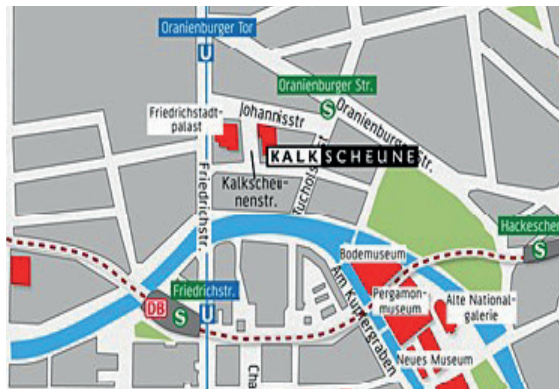 Oranienburger Tor
U
Oranienburger Str.
S
Oranienburger Str.
Johannisstr
Friedrichstadt-
palast
KALKSCHEUNE
Kalkscheu-
nenstr.
Friedrichstr.
Hackescher
S
Bodemuseum
Am Kupfergraben
Pergamon-
museum
Alte National-
galerie
Neues Museum
DB
S
Friedrichstr.
U
Cha